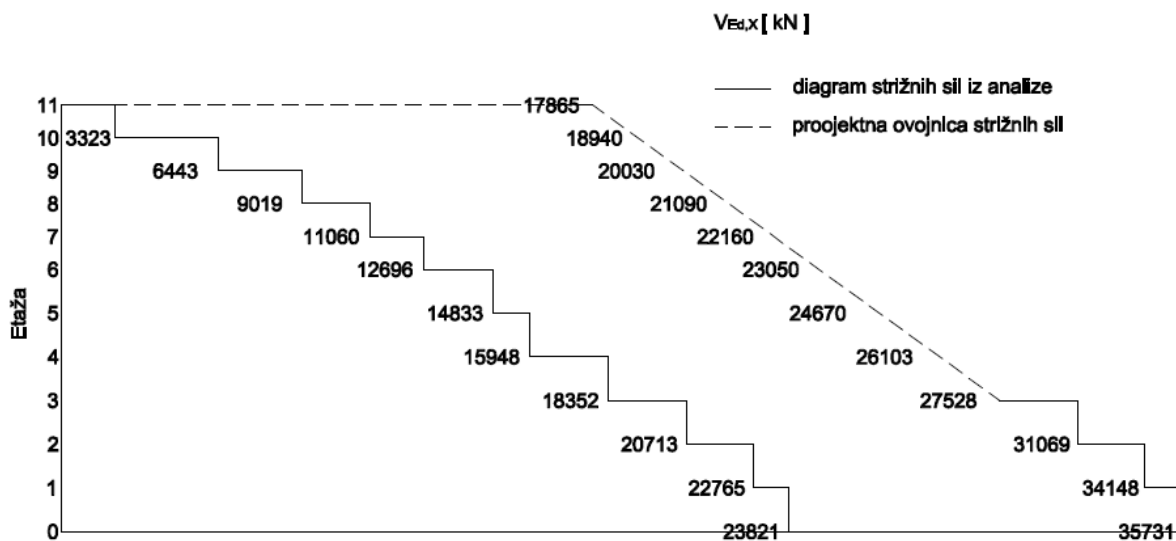 VEd,x [ kN ]
diagram strižnih sil iz analize
proojektna ovojnica strižnih sil
Etaža
11 17865
10 3323 18940
9 6443 20030
8 9019 21090
7 11060 22160
6 12696 23050
5 14833 24670
4 15948 26103
3 18352 27528
2 20713 31069
1 22765 34148
0 23821 35731